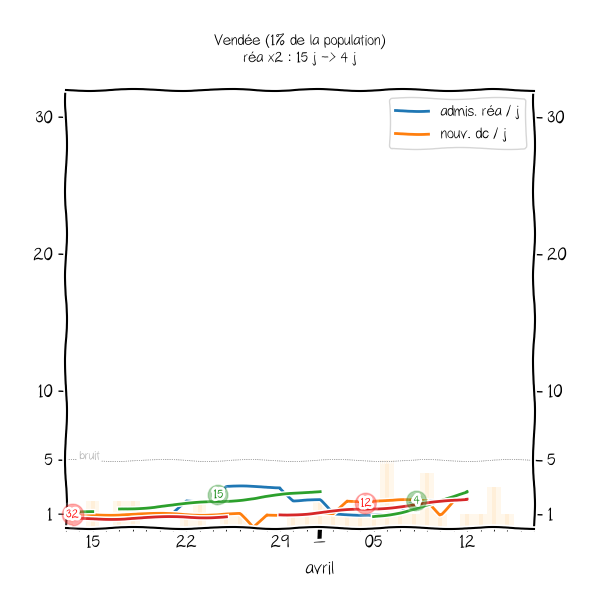 Vendée (1% de la population)
réa x2 : 15 j -> 4 j
admis. réa / j
nouv. dc / j
30 30
20 20
10 10
5 bruit 5
1 1
32 15 12 4
15 22 29 05 12
avril